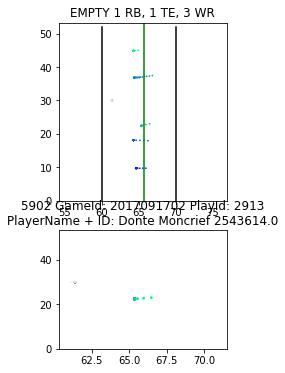 EMPTY 1 RB, 1 TE, 3 WR
50
40
30
20
10
0
55 60 65 70 75
5902 GameId: 2017091702 PlayId: 2913
PlayerName + ID: Donte Moncrief 2543614.0
40
20
0
62.5 65.0 67.5 70.0